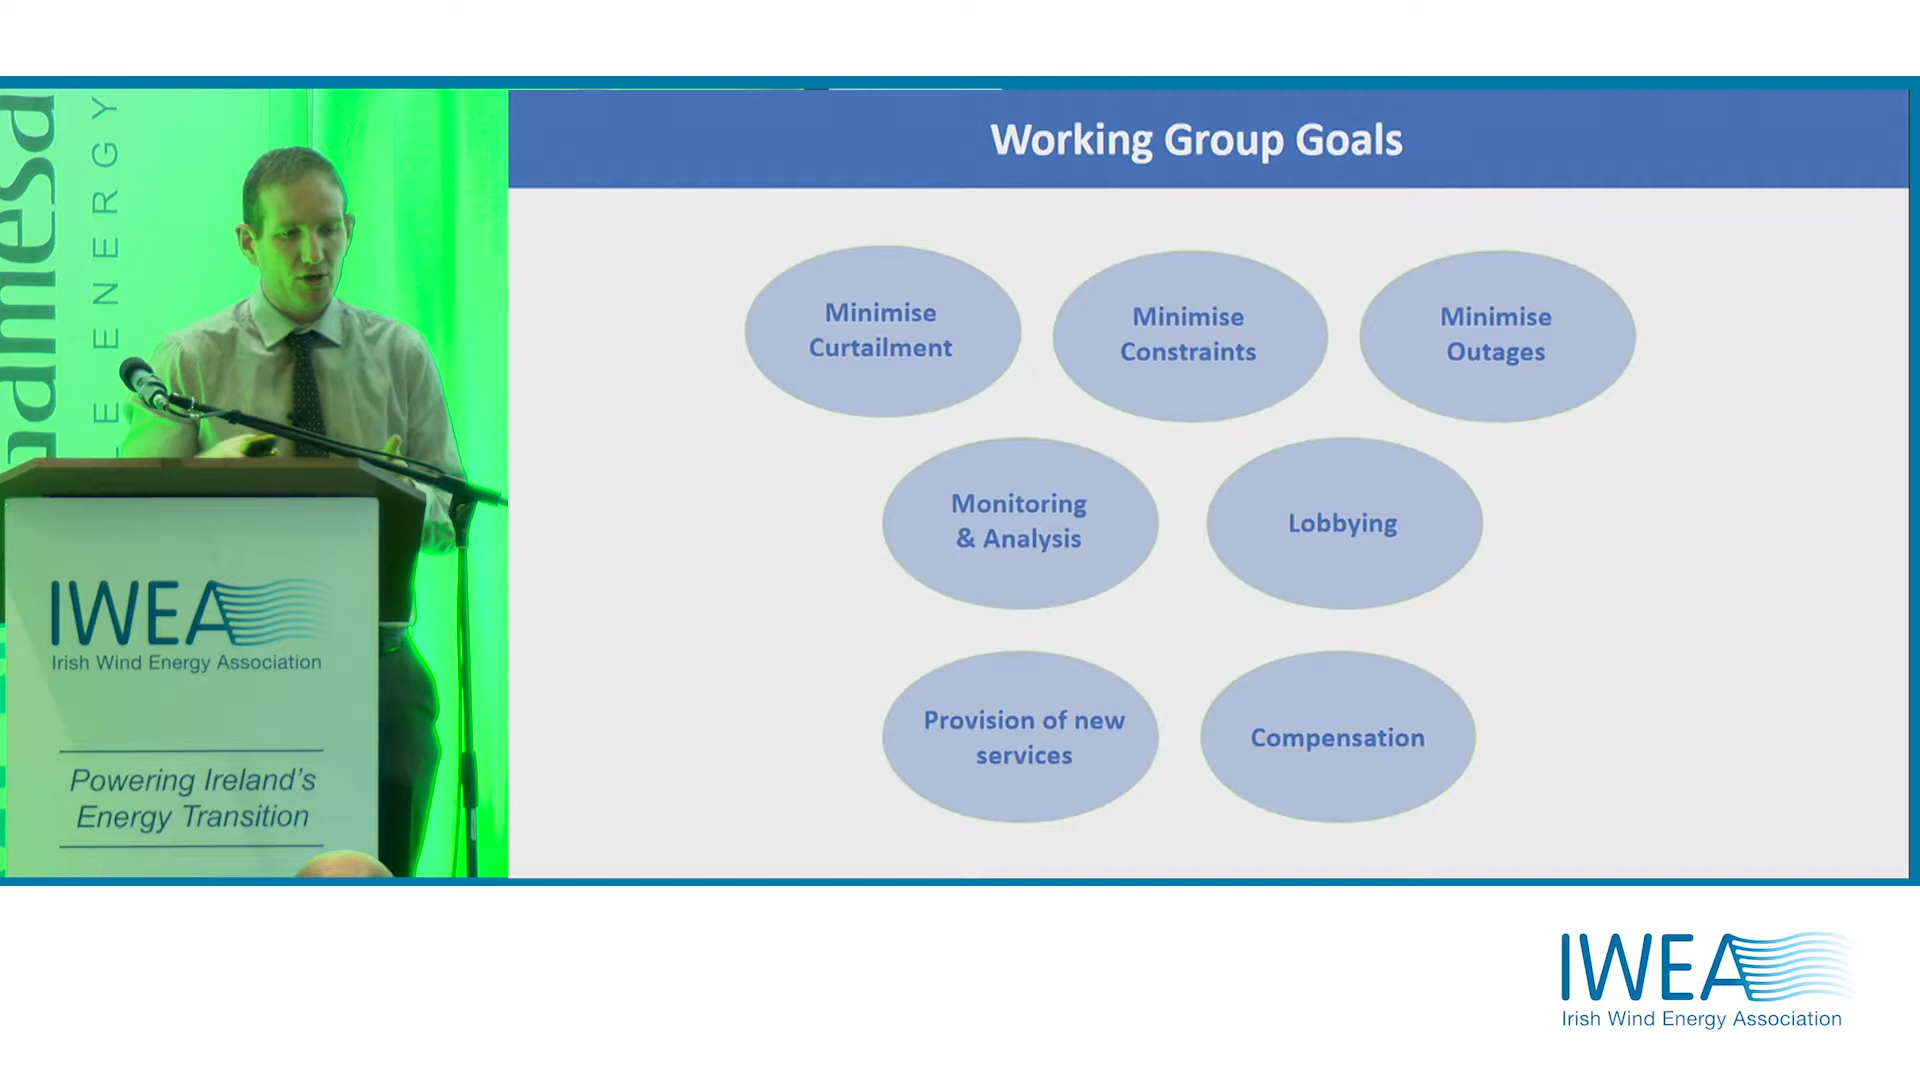 ENERGY
Working Group Goals
Minimise
Curtailment
Minimise
Constraints
Minimise
Outages
Monitoring
& Analysis
Lobbying
Provision of new
services
Compensation
IWEA
Irish Wind Energy Association
Powering Ireland's
Energy Transition
IWEA
Irish Wind Energy Association